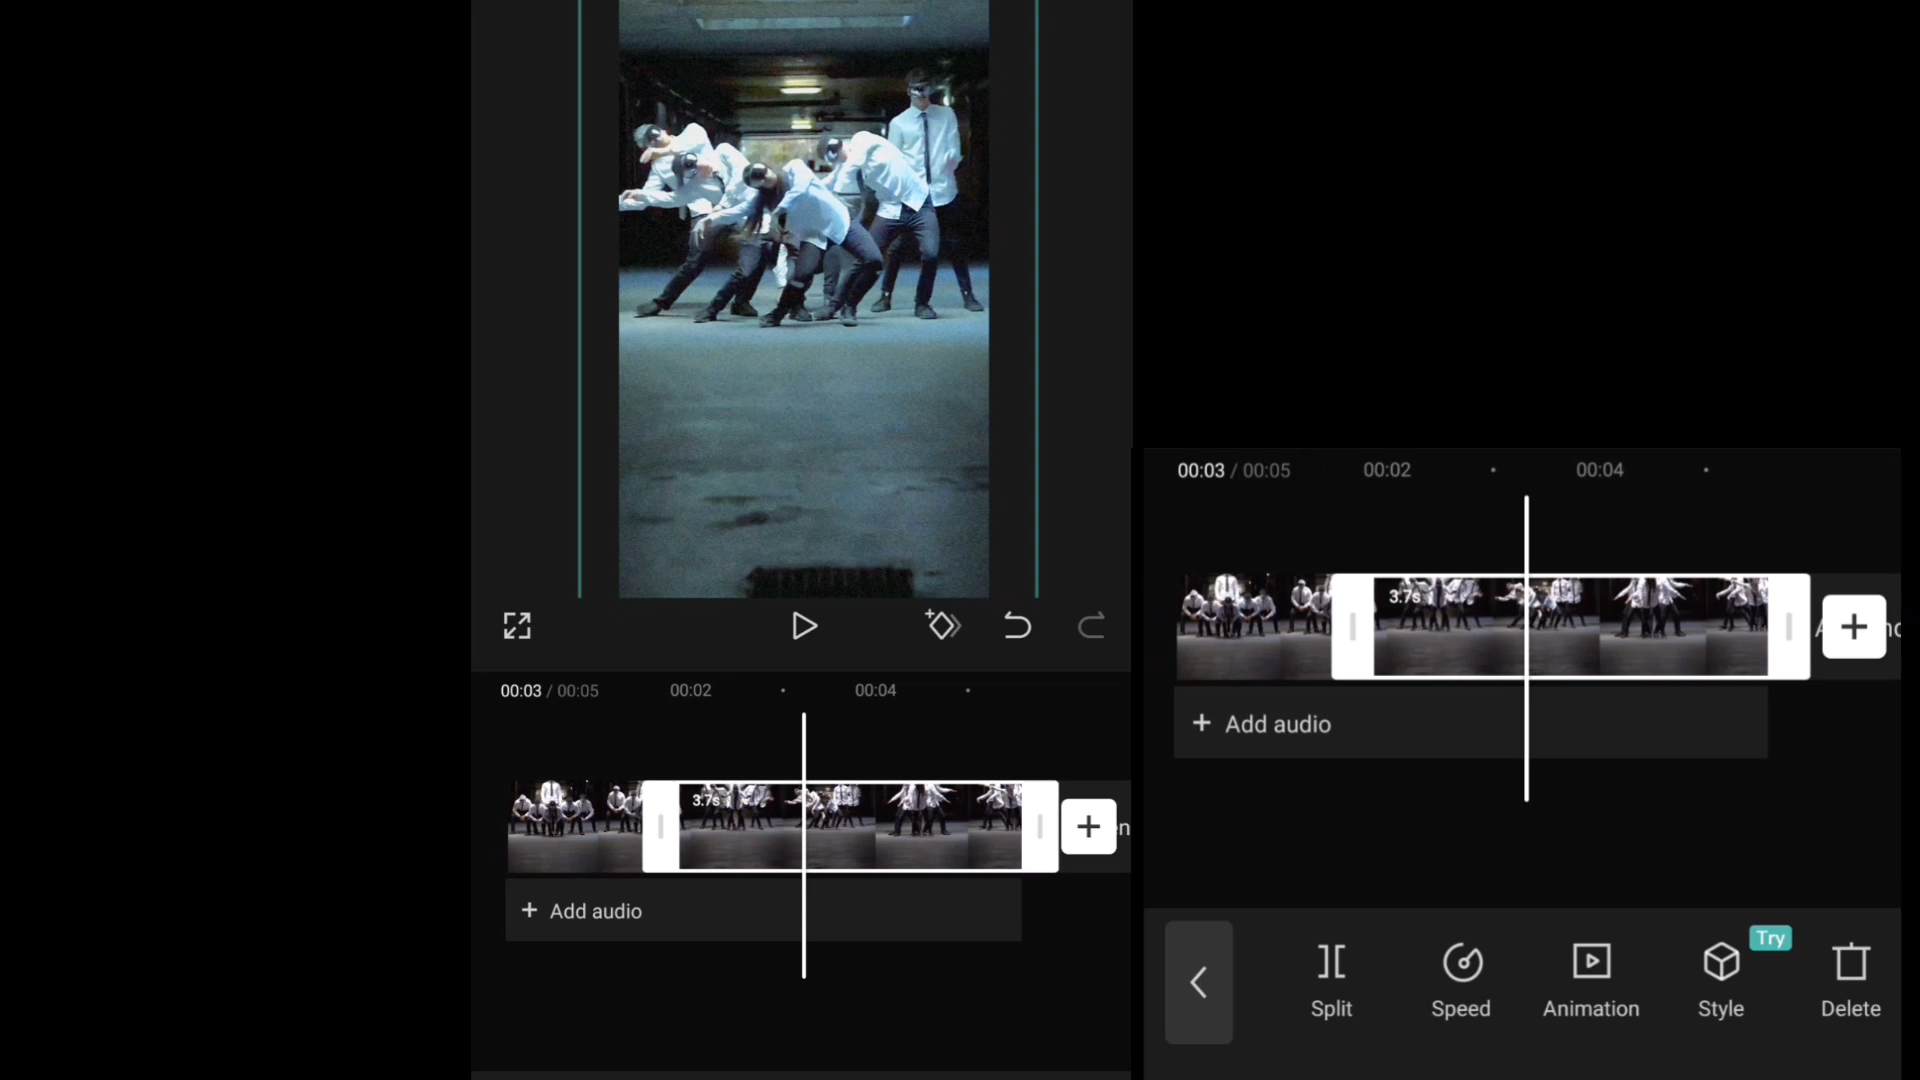 00:03 / 00:05 00:02 00:04
3.7s
+ Add audio
00:03 / 00:05 00:02 00:04
3.7s
+ Add audio
Try
Split Speed Animation Style Delete